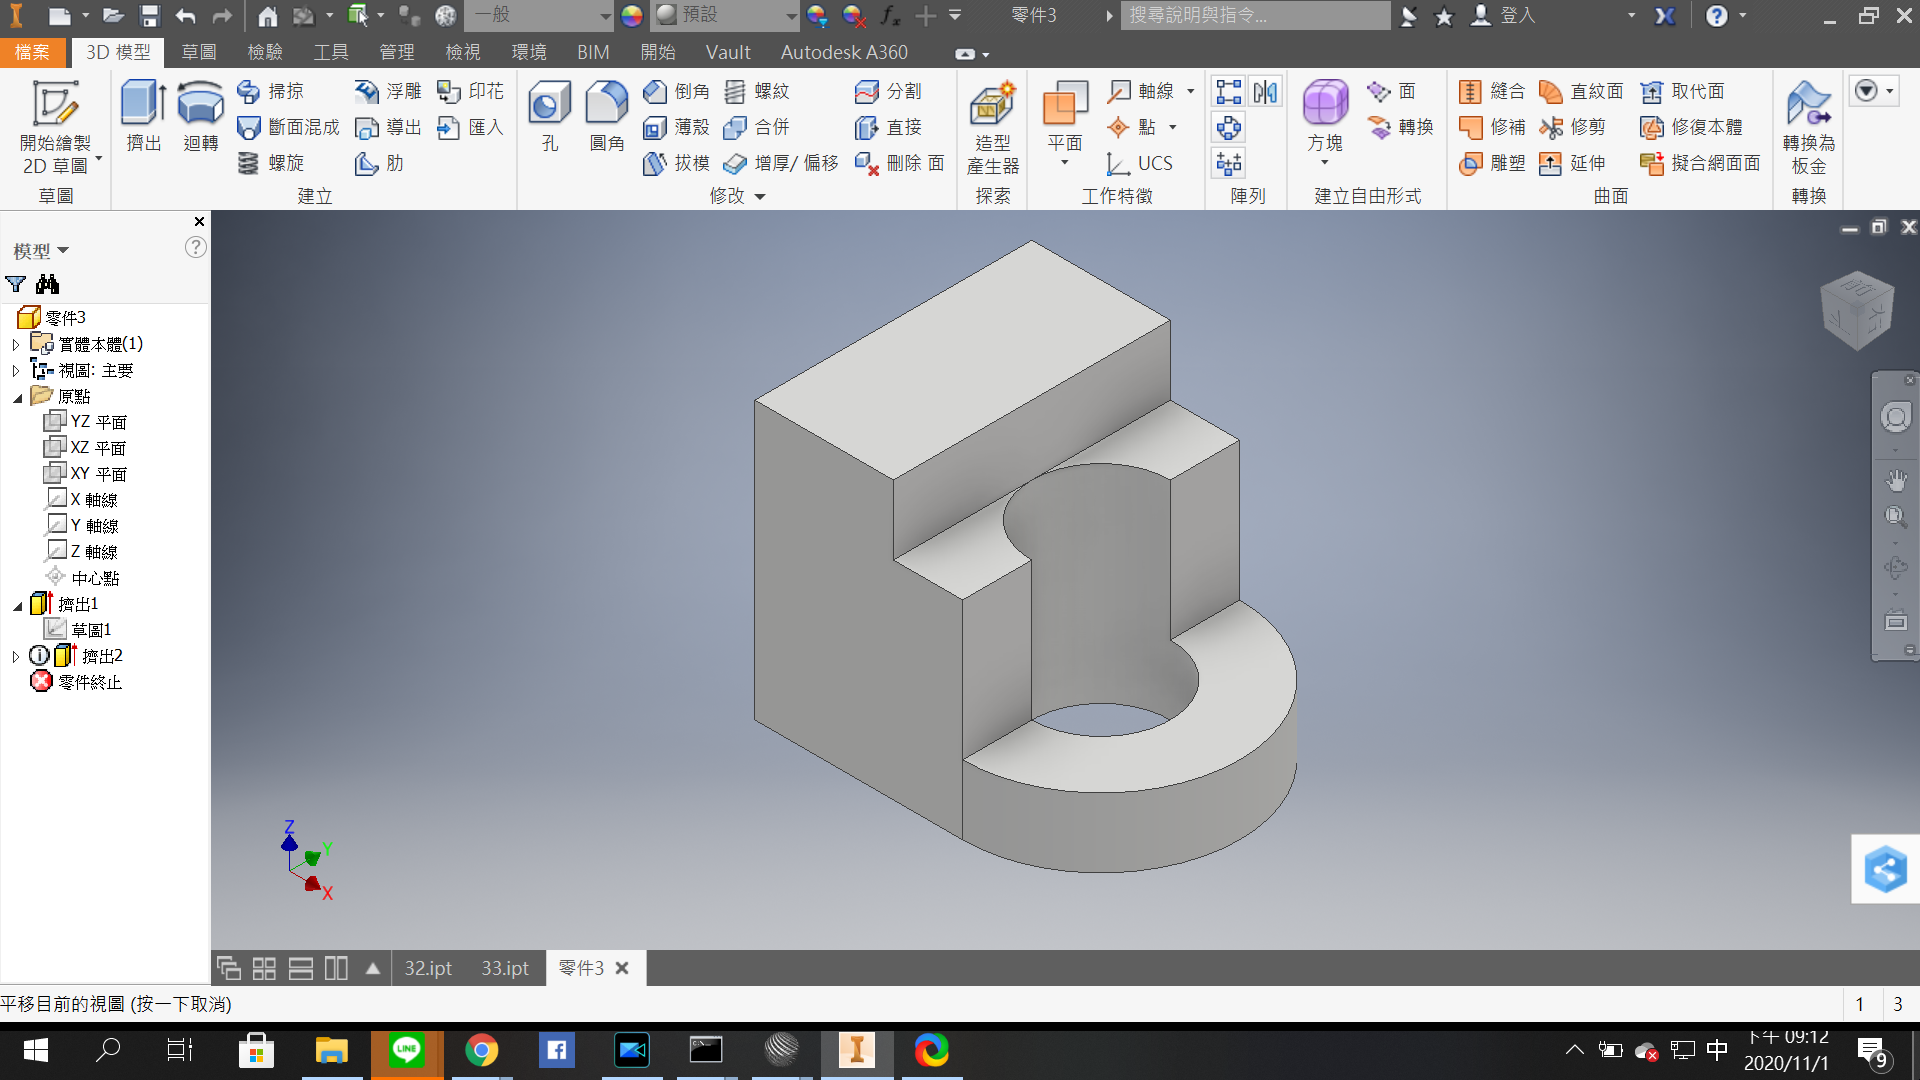 一般
預設
零件3
搜尋說明與指令...
登入
檔案
3D 模型
草圖
檢驗
工具
管理
檢視
環境
BIM
開始
Vault
Autodesk A360
開始繪製
2D 草圖
草圖
擠出
迴轉
掃掠
斷面混成
螺旋
浮雕
導出
肋
印花
匯入
建立
孔
圓角
倒角
薄殼
拔模
螺紋
合併
增厚/ 偏移
分割
直接
刪除 面
修改
造型
產生器
探索
平面
軸線
點
UCS
工作特徵
陣列
方塊
面
轉換
建立自由形式
縫合
修補
雕塑
直紋面
修剪
延伸
取代面
修復本體
擬合網面面
曲面
轉換為
板金
轉換
模型
零件3
實體本體(1)
視圖: 主要
原點
YZ 平面
XZ 平面
XY 平面
X 軸線
Y 軸線
Z 軸線
中心點
擠出1
草圖1
擠出2
零件終止
Z
Y
X
32.ipt
33.ipt
零件3
平移目前的視圖 (按一下取消)
1
3
LINE
中
下午 09:12
2020/11/1
9